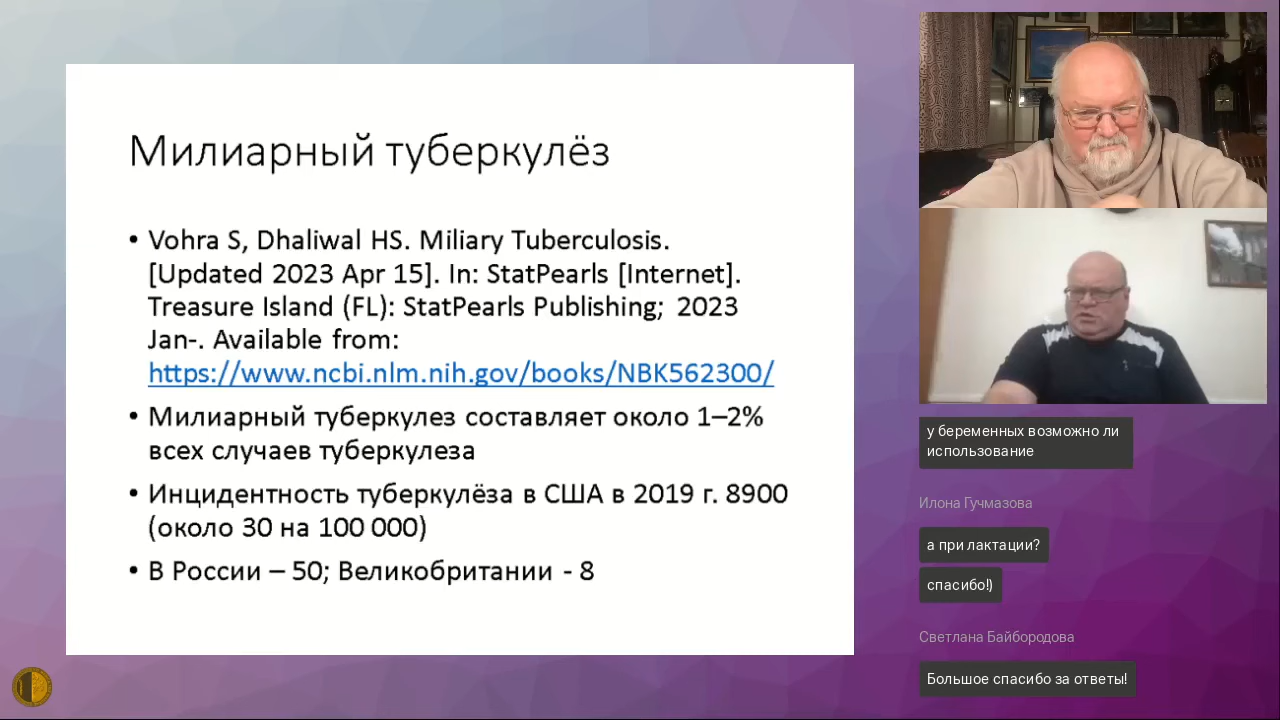 Милиарный туберкулёз
• Vohra S, Dhaliwal HS. Miliary Tuberculosis.
[Updated 2023 Apr 15]. In: StatPearls [Internet].
Treasure Island (FL): StatPearls Publishing; 2023
Jan-. Available from:
https://www.ncbi.nlm.nih.gov/books/NBK562300/
• Милиарный туберкулез составляет около 1–2%
всех случаев туберкулеза
• Инцидентность туберкулёза в США в 2019 г. 8900
(около 30 на 100 000)
• В России – 50; Великобритании - 8
у беременных возможно ли
использование
Илона Гучмазова
а при лактации?
спасибо!)
Светлана Байбородова
Большое спасибо за ответы!